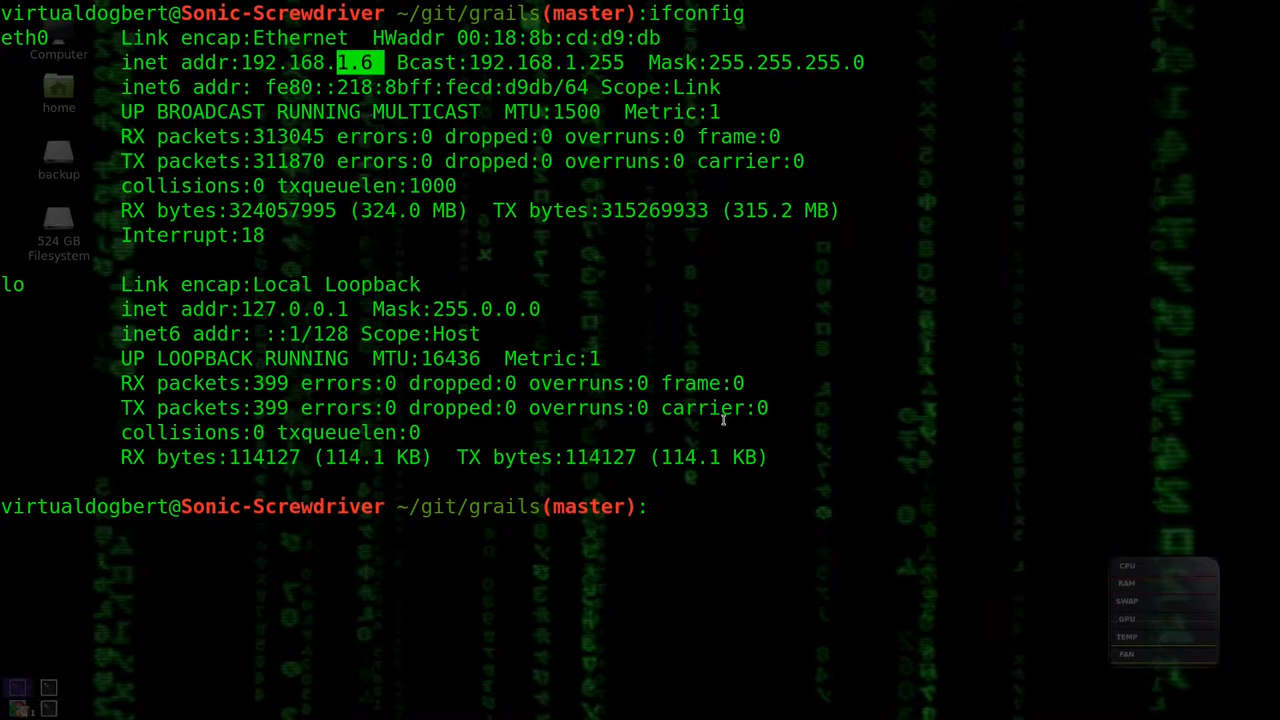 virtualdogbert@Sonic-Screwdriver ~/git/grails(master):ifconfig
eth0      Link encap:Ethernet  HWaddr 00:18:8b:cd:d9:db
          inet addr:192.168.1.6  Bcast:192.168.1.255  Mask:255.255.255.0
          inet6 addr: fe80::218:8bff:fecd:d9db/64 Scope:Link
          UP BROADCAST RUNNING MULTICAST  MTU:1500  Metric:1
          RX packets:313045 errors:0 dropped:0 overruns:0 frame:0
          TX packets:311870 errors:0 dropped:0 overruns:0 carrier:0
          collisions:0 txqueuelen:1000
          RX bytes:324057995 (324.0 MB)  TX bytes:315269933 (315.2 MB)
          Interrupt:18
lo        Link encap:Local Loopback
          inet addr:127.0.0.1  Mask:255.0.0.0
          inet6 addr: ::1/128 Scope:Host
          UP LOOPBACK RUNNING  MTU:16436  Metric:1
          RX packets:399 errors:0 dropped:0 overruns:0 frame:0
          TX packets:399 errors:0 dropped:0 overruns:0 carrier:0
          collisions:0 txqueuelen:0
          RX bytes:114127 (114.1 KB)  TX bytes:114127 (114.1 KB)
virtualdogbert@Sonic-Screwdriver ~/git/grails(master):
Computer
home
backup
524 GB
Filesystem
CPU
RAM
SWAP
GPU
TEMP
FAN